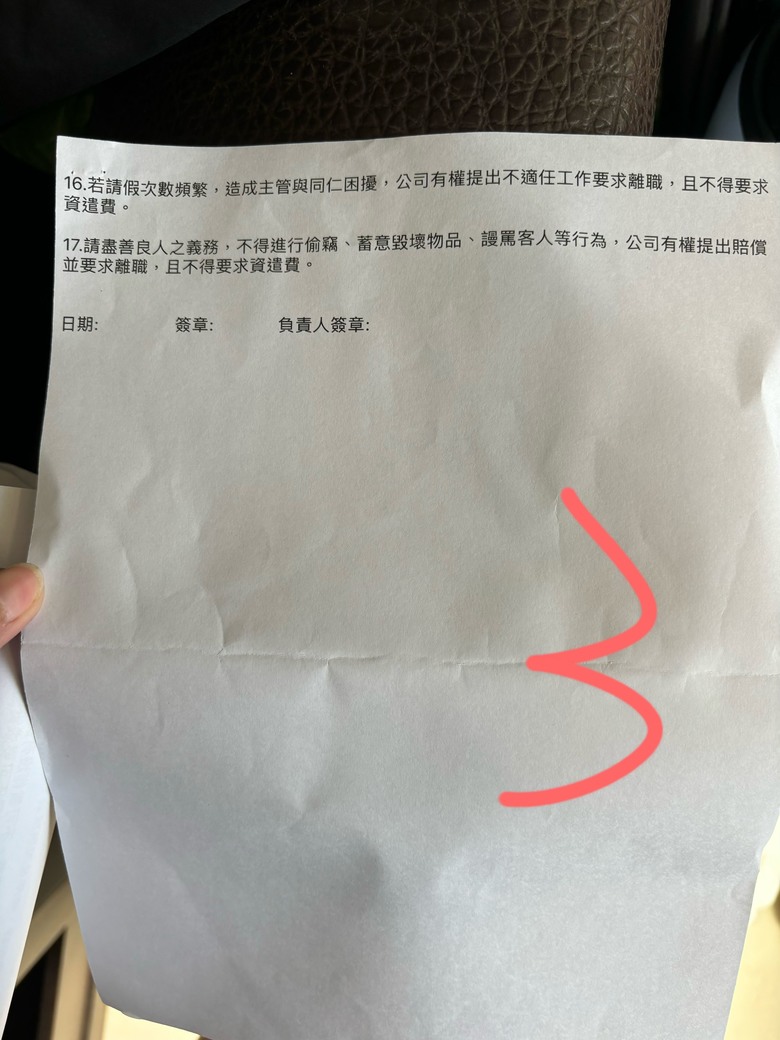 16.若請假次數頻繁，造成主管與同仁困擾，公司有權提出不適任工作要求離職，且不得要求
資遣費。
17.請盡善良人之義務，不得進行偷竊、蓄意毀壞物品、謾罵客人等行為，公司有權提出賠償
並要求離職，且不得要求資遣費。
日期: 簽章: 負責人簽章:
3